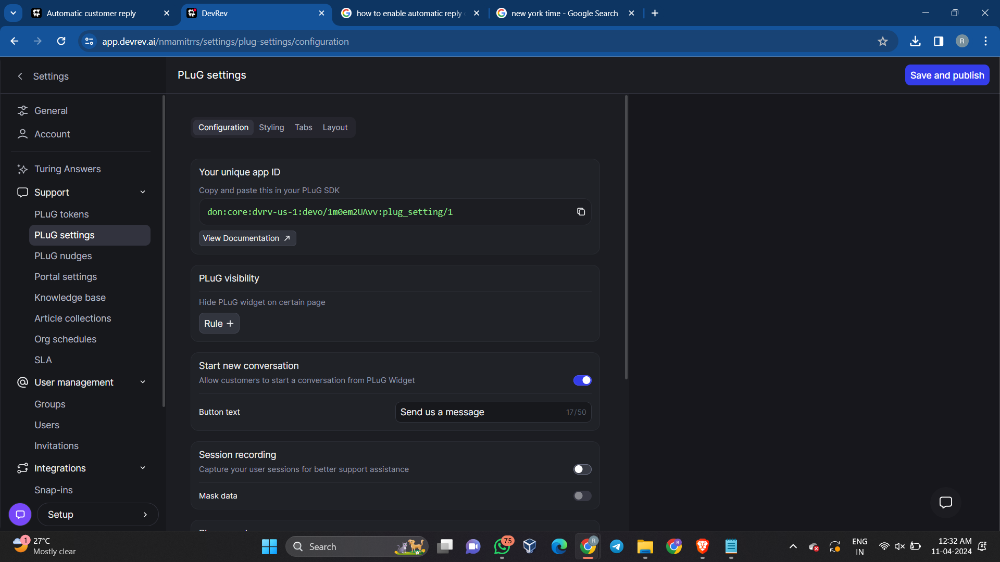 Automatic customer reply
DevRev
how to enable automatic reply
new york time - Google Search
app.devrev.ai/nmamitrrs/settings/plug-settings/configuration
R
Settings
PLuG settings
Save and publish
General
Account
Turing Answers
Support
PLuG tokens
PLuG settings
PLuG nudges
Portal settings
Knowledge base
Article collections
Org schedules
SLA
User management
Groups
Users
Invitations
Integrations
Snap-ins
Setup
Configuration
Styling
Tabs
Layout
Your unique app ID
Copy and paste this in your PLuG SDK
don:core:dvrv-us-1:devo/1m0em2UAvv:plug_setting/1
View Documentation
PLuG visibility
Hide PLuG widget on certain page
Rule +
Start new conversation
Allow customers to start a conversation from PLuG Widget
Button text
Send us a message
17/50
Session recording
Capture your user sessions for better support assistance
Mask data
1
27°C
Mostly clear
Search
75
R
R
ENG
IN
12:32 AM
11-04-2024